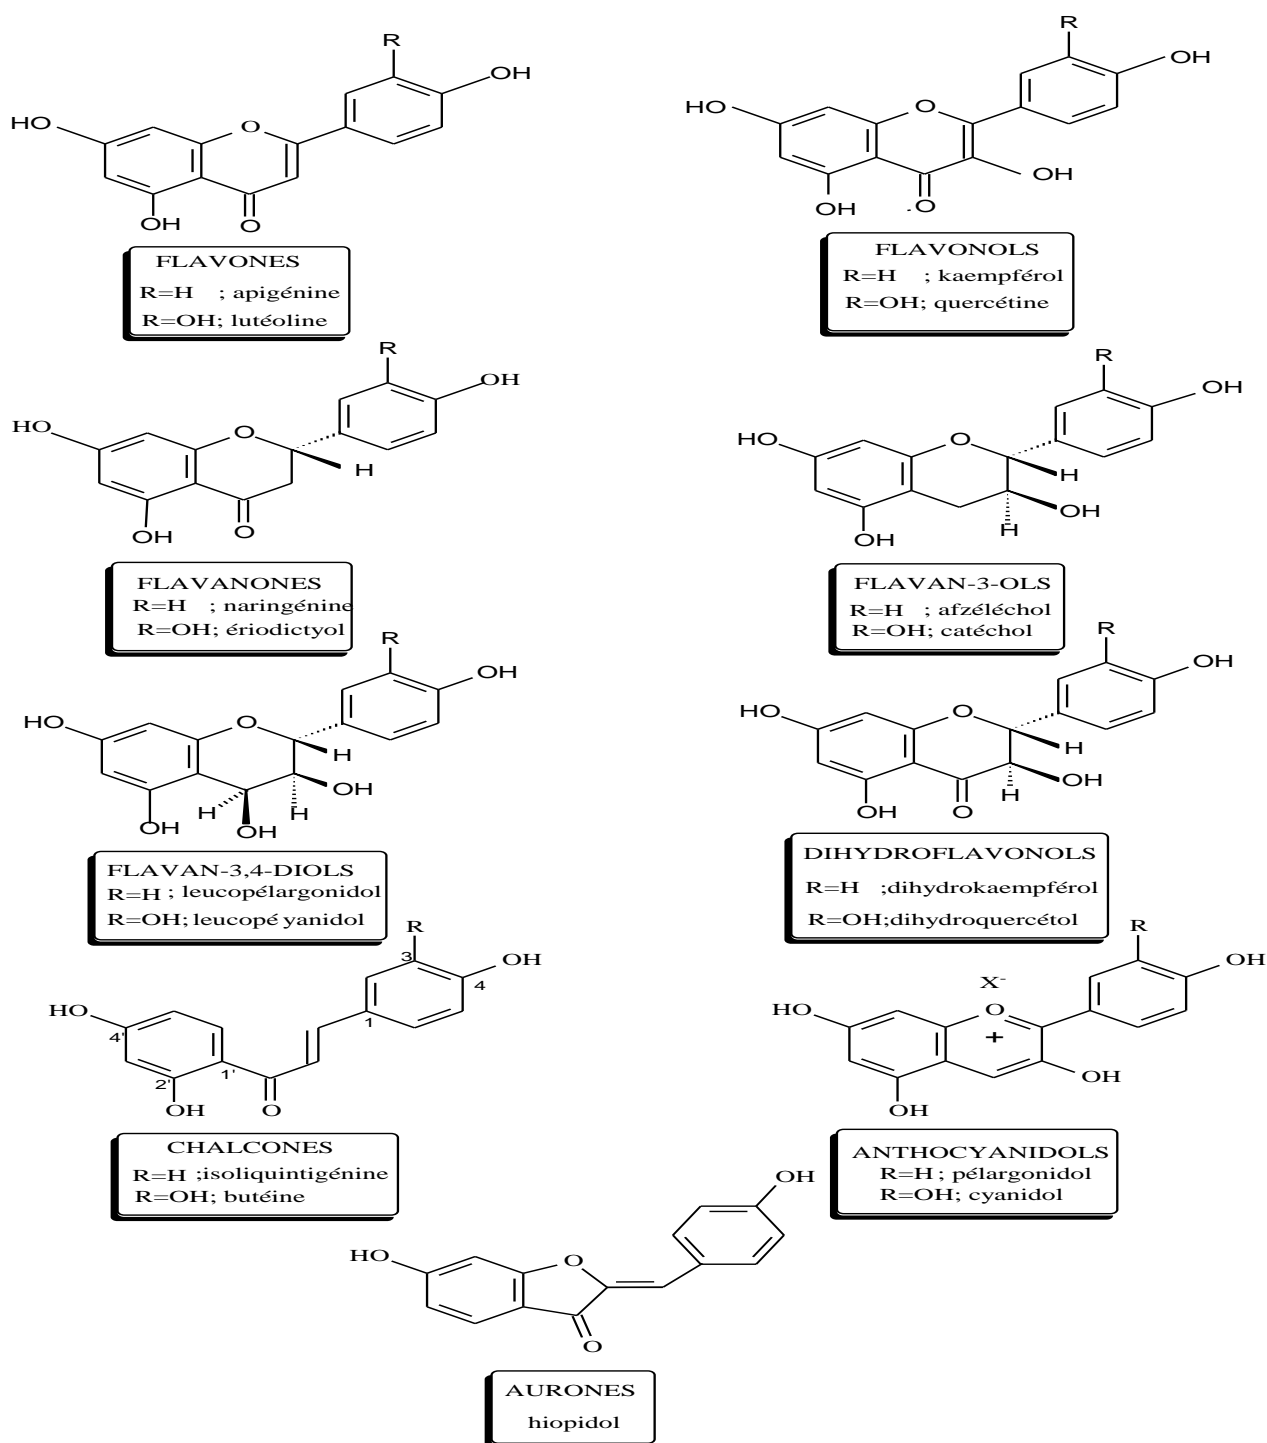 R
OH
HO
O
OH
O
FLAVONES
R=H ; apigénine
R=OH; lutéoline
R
OH
HO
O
OH
OH
O
FLAVONOLS
R=H ; kaempférol
R=OH; quercétine
R
OH
HO
O
H
OH
O
FLAVANONES
R=H ; naringénine
R=OH; ériodictyol
R
OH
HO
O
H
OH
H
OH
FLAVAN-3-OLS
R=H ; afzéléchol
R=OH; catéchol
R
OH
HO
O
H
OH
H
H
OH
OH
FLAVAN-3,4-DIOLS
R=H ; leucopélargonidol
R=OH; leucopé yanidol
R
OH
HO
O
H
OH
H
OH
O
DIHYDROFLAVONOLS
R=H ;dihydrokaempférol
R=OH;dihydroquercétol
R
3
OH
4
HO
4'
1
2'
1'
OH
O
CHALCONES
R=H ;isoliquintigénine
R=OH; butéine
R
OH
X-
HO
O
+
OH
OH
ANTHOCYANIDOLS
R=H ; pélargonidol
R=OH; cyanidol
OH
HO
O
O
AURONES
hiopidol